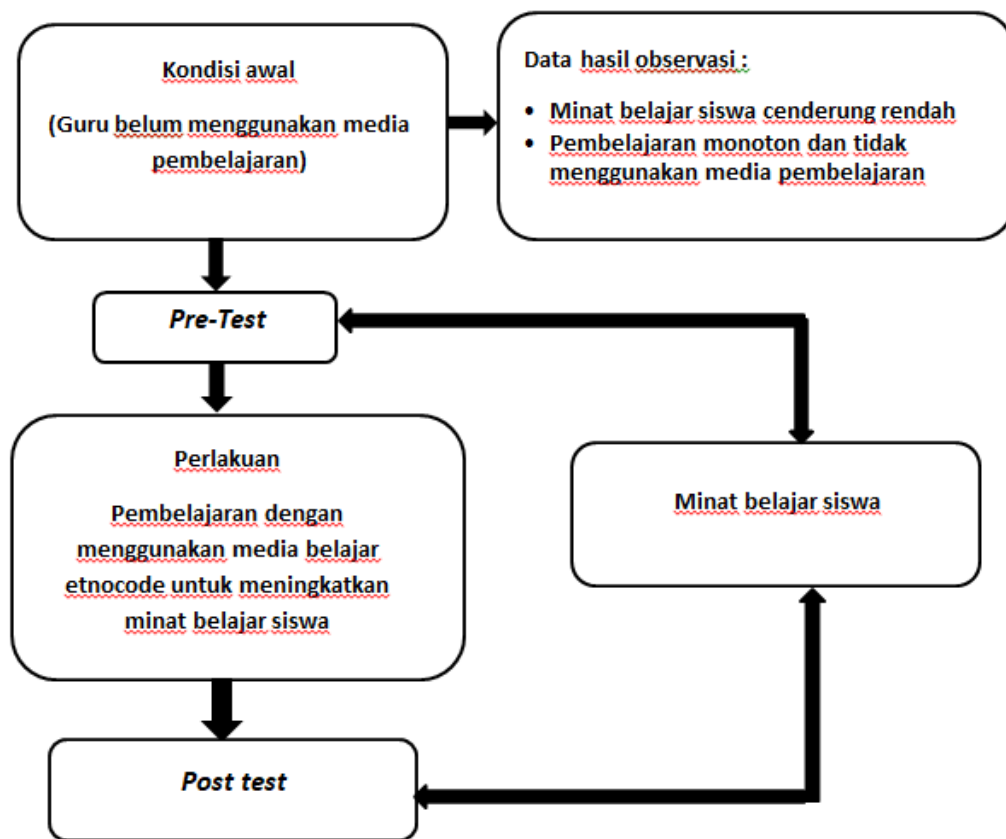 Kondisi awal
(Guru belum menggunakan media
pembelajaran)
Data hasil observasi :
• Minat belajar siswa cenderung rendah
• Pembelajaran monoton dan tidak
menggunakan media pembelajaran
Pre-Test
Perlakuan
Pembelajaran dengan
menggunakan media belajar
etnocode untuk meningkatkan
minat belajar siswa
Minat belajar siswa
Post test